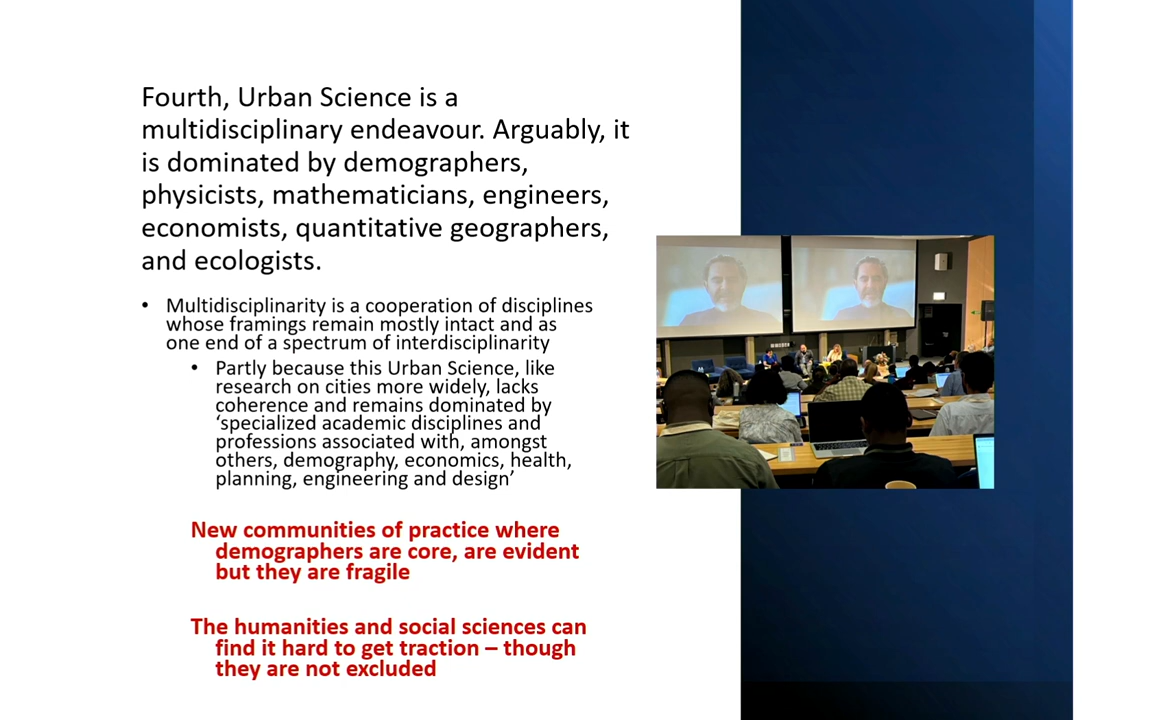 Fourth, Urban Science is a
multidisciplinary endeavour. Arguably, it
is dominated by demographers,
physicists, mathematicians, engineers,
economists, quantitative geographers,
and ecologists.
• Multidisciplinarity is a cooperation of disciplines
whose framings remain mostly intact and as
one end of a spectrum of interdisciplinarity
• Partly because this Urban Science, like
research on cities more widely, lacks
coherence and remains dominated by
‘specialized academic disciplines and
professions associated with, amongst
others, demography, economics, health,
planning, engineering and design’
New communities of practice where
demographers are core, are evident
but they are fragile
The humanities and social sciences can
find it hard to get traction – though
they are not excluded